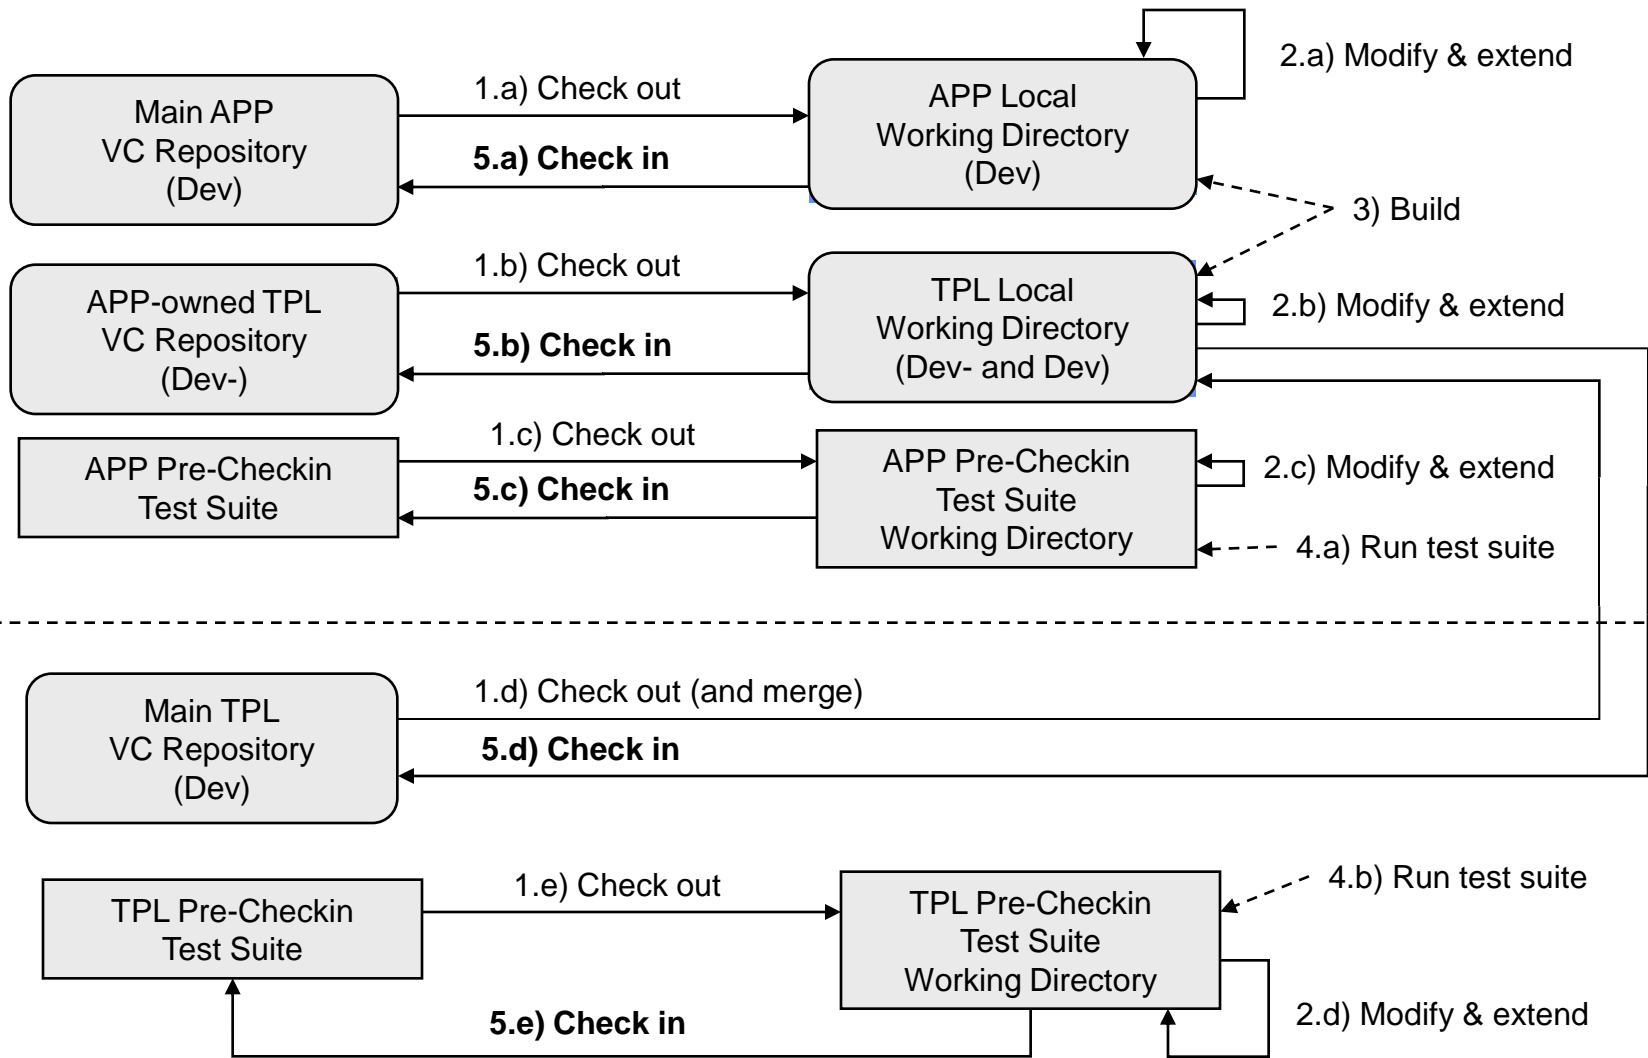 2.a) Modify & extend
Main APP
VC Repository
(Dev)
1.a) Check out
5.a) Check in
APP Local
Working Directory
(Dev)
3) Build
APP-owned TPL
VC Repository
(Dev-)
1.b) Check out
5.b) Check in
TPL Local
Working Directory
(Dev- and Dev)
2.b) Modify & extend
APP Pre-Checkin
Test Suite
1.c) Check out
5.c) Check in
APP Pre-Checkin
Test Suite
Working Directory
2.c) Modify & extend
4.a) Run test suite
Main TPL
VC Repository
(Dev)
1.d) Check out (and merge)
5.d) Check in
TPL Pre-Checkin
Test Suite
1.e) Check out
5.e) Check in
TPL Pre-Checkin
Test Suite
Working Directory
4.b) Run test suite
2.d) Modify & extend